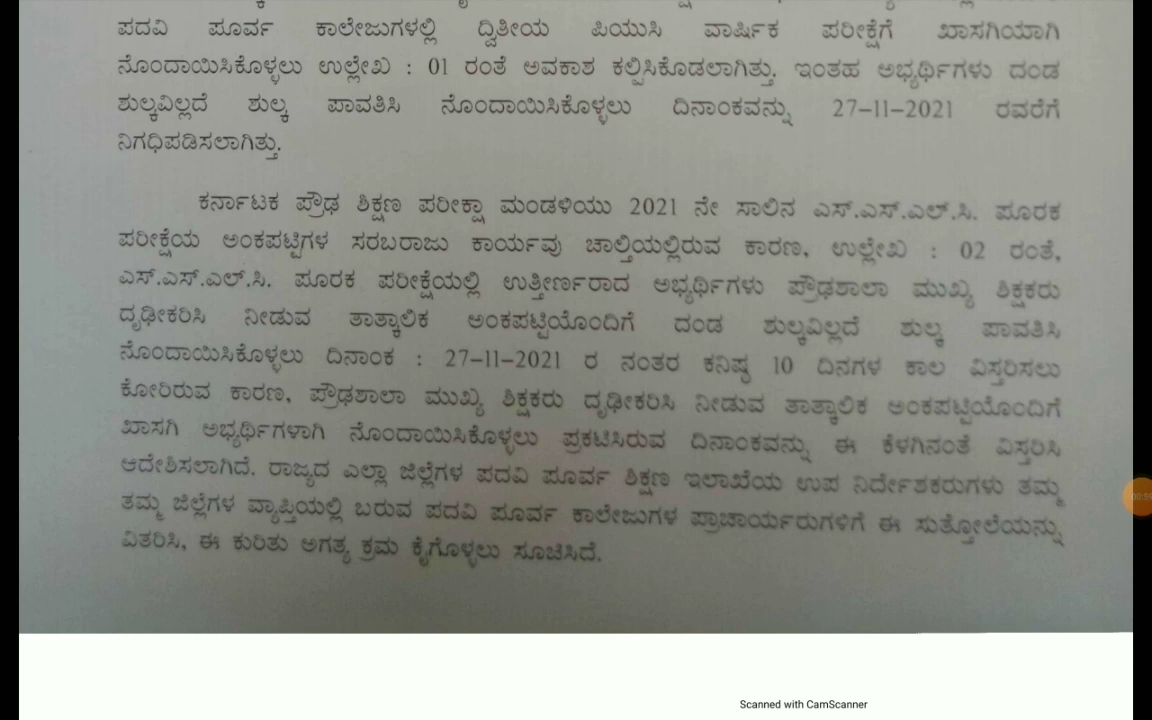 ಪದವಿ ಪೂರ್ವ ಕಾಲೇಜುಗಳಲ್ಲಿ ದ್ವಿತೀಯ ಪಿಯುಸಿ ವಾರ್ಷಿಕ ಪರೀಕ್ಷೆಗೆ ಖಾಸಗಿಯಾಗಿ
ನೊಂದಾಯಿಸಿಕೊಳ್ಳಲು ಉಲ್ಲೇಖ : 01 ರಂತೆ ಅವಕಾಶ ಕಲ್ಪಿಸಿಕೊಡಲಾಗಿತ್ತು. ಇಂತಹ ಅಭ್ಯರ್ಥಿಗಳು ದಂಡ
ಶುಲ್ಕವಿಲ್ಲದೆ ಶುಲ್ಕ ಪಾವತಿಸಿ ನೊಂದಾಯಿಸಿಕೊಳ್ಳಲು ದಿನಾಂಕವನ್ನು 27-11-2021 ರವರೆಗೆ
ನಿಗಧಿಪಡಿಸಲಾಗಿತ್ತು.
ಕರ್ನಾಟಕ ಪ್ರೌಢ ಶಿಕ್ಷಣ ಪರೀಕ್ಷಾ ಮಂಡಳಿಯು 2021 ನೇ ಸಾಲಿನ ಎಸ್.ಎಸ್.ಎಲ್.ಸಿ. ಪೂರಕ
ಪರೀಕ್ಷೆಯ ಅಂಕಪಟ್ಟಿಗಳ ಸರಬರಾಜು ಕಾರ್ಯವು ಚಾಲ್ತಿಯಲ್ಲಿರುವ ಕಾರಣ, ಉಲ್ಲೇಖ : 02 ರಂತೆ,
ಎಸ್.ಎಸ್.ಎಲ್.ಸಿ. ಪೂರಕ ಪರೀಕ್ಷೆಯಲ್ಲಿ ಉತ್ತೀರ್ಣರಾದ ಅಭ್ಯರ್ಥಿಗಳು ಪ್ರೌಢಶಾಲಾ ಮುಖ್ಯ ಶಿಕ್ಷಕರು
ದೃಢೀಕರಿಸಿ ನೀಡುವ ತಾತ್ಕಾಲಿಕ ಅಂಕಪಟ್ಟಿಯೊಂದಿಗೆ ದಂಡ ಶುಲ್ಕವಿಲ್ಲದೆ ಶುಲ್ಕ ಪಾವತಿಸಿ
ನೊಂದಾಯಿಸಿಕೊಳ್ಳಲು ದಿನಾಂಕ : 27-11-2021 ರ ನಂತರ ಕನಿಷ್ಠ 10 ದಿನಗಳ ಕಾಲ ವಿಸ್ತರಿಸಲು
ಕೋರಿರುವ ಕಾರಣ, ಪ್ರೌಢಶಾಲಾ ಮುಖ್ಯ ಶಿಕ್ಷಕರು ದೃಢೀಕರಿಸಿ ನೀಡುವ ತಾತ್ಕಾಲಿಕ ಅಂಕಪಟ್ಟಿಯೊಂದಿಗೆ
ಖಾಸಗಿ ಅಭ್ಯರ್ಥಿಗಳಾಗಿ ನೊಂದಾಯಿಸಿಕೊಳ್ಳಲು ಪ್ರಕಟಿಸಿರುವ ದಿನಾಂಕವನ್ನು ಈ ಕೆಳಗಿನಂತೆ ವಿಸ್ತರಿಸಿ
ಆದೇಶಿಸಲಾಗಿದೆ. ರಾಜ್ಯದ ಎಲ್ಲಾ ಜಿಲ್ಲೆಗಳ ಪದವಿ ಪೂರ್ವ ಶಿಕ್ಷಣ ಇಲಾಖೆಯ ಉಪ ನಿರ್ದೇಶಕರುಗಳು ತಮ್ಮ
ತಮ್ಮ ಜಿಲ್ಲೆಗಳ ವ್ಯಾಪ್ತಿಯಲ್ಲಿ ಬರುವ ಪದವಿ ಪೂರ್ವ ಕಾಲೇಜುಗಳ ಪ್ರಾಚಾರ್ಯರುಗಳಿಗೆ ಈ ಸುತ್ತೋಲೆಯನ್ನು
ವಿತರಿಸಿ, ಈ ಕುರಿತು ಅಗತ್ಯ ಕ್ರಮ ಕೈಗೊಳ್ಳಲು ಸೂಚಿಸಿದೆ.
Scanned with CamScanner